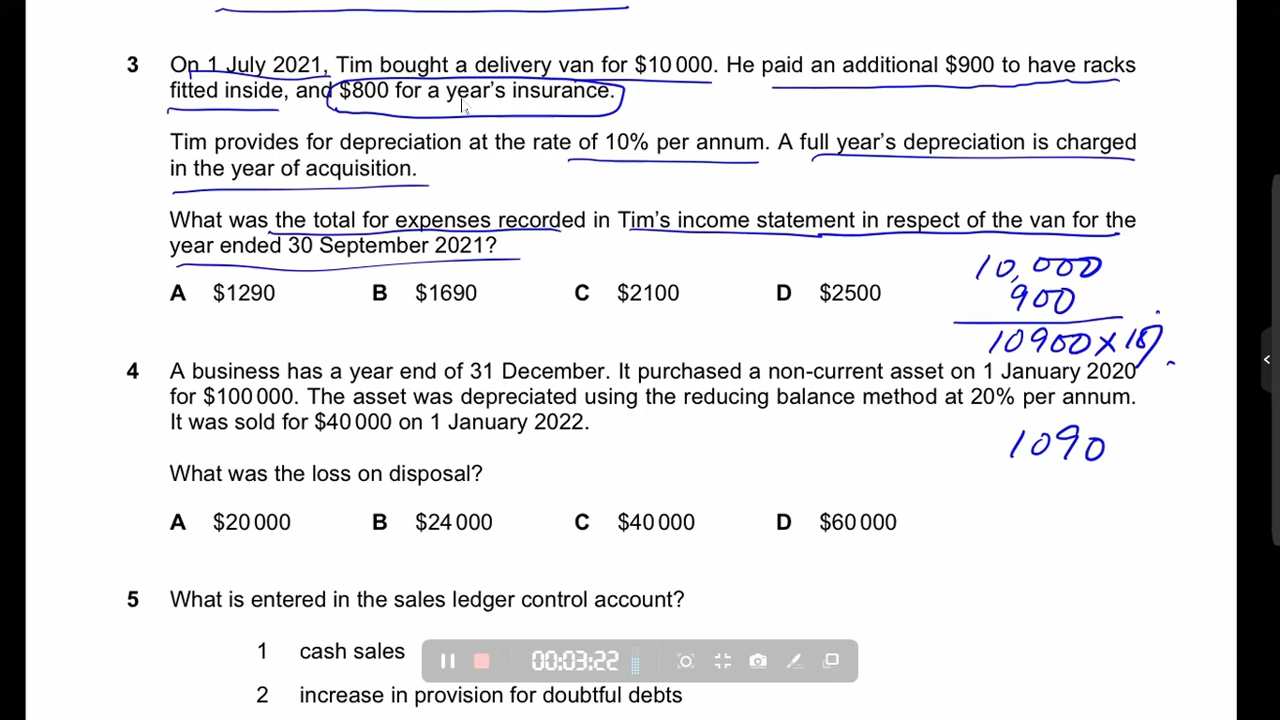 3 On 1 July 2021, Tim bought a delivery van for $10 000. He paid an additional $900 to have racks
fitted inside, and $800 for a year's insurance.
Tim provides for depreciation at the rate of 10% per annum. A full year's depreciation is charged
in the year of acquisition.
What was the total for expenses recorded in Tim's income statement in respect of the van for the
year ended 30 September 2021?
10,000
A $1290 B $1690 C $2100 D $2500
900
10900 × 10%
4 A business has a year end of 31 December. It purchased a non-current asset on 1 January 2020
for $100 000. The asset was depreciated using the reducing balance method at 20% per annum.
It was sold for $40 000 on 1 January 2022.
1090
What was the loss on disposal?
A $20 000 B $24 000 C $40 000 D $60 000
5 What is entered in the sales ledger control account?
1 cash sales
00:03:22
2 increase in provision for doubtful debts